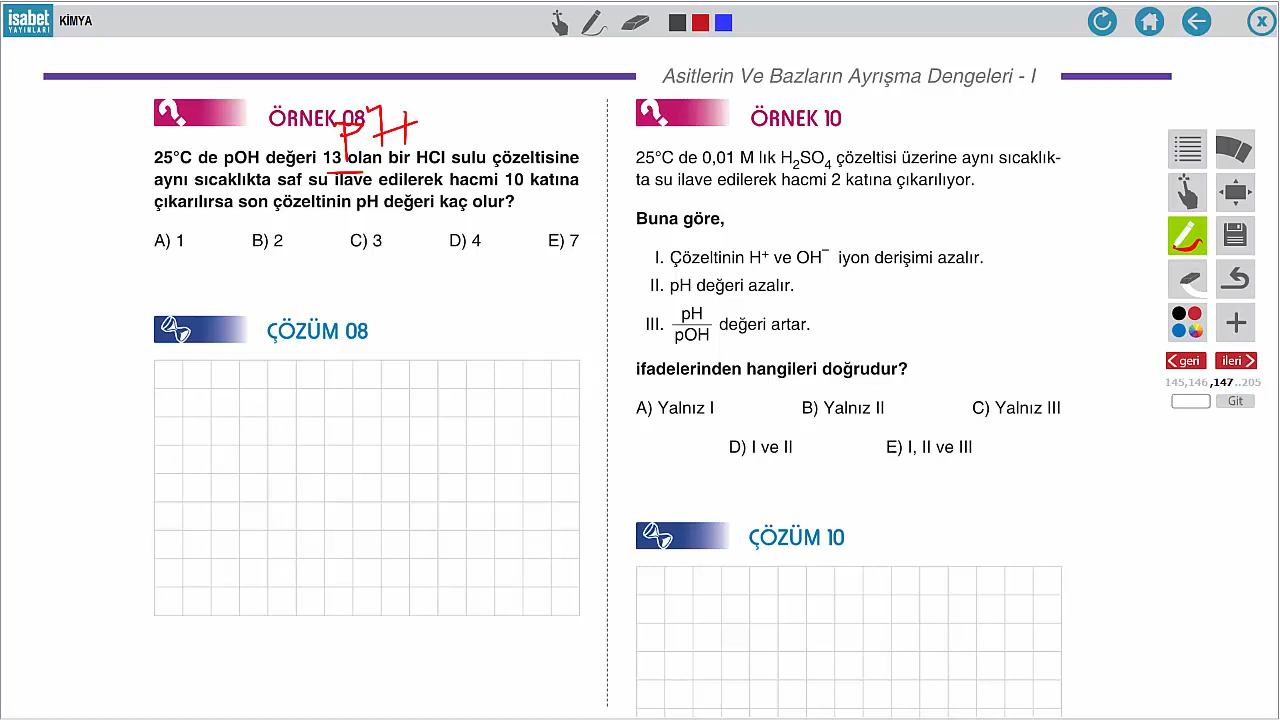 isabet
YAYINLARI
KİMYA
Asitlerin Ve Bazların Ayrışma Dengeleri - I
ÖRNEK 08
pH
25°C de pOH değeri 13 olan bir HCl sulu çözeltisine
aynı sıcaklıkta saf su ilave edilerek hacmi 10 katına
çıkarılırsa son çözeltinin pH değeri kaç olur?
A) 1 B) 2 C) 3 D) 4 E) 7
ÇÖZÜM 08
ÖRNEK 10
25°C de 0,01 M lık H₂SO₄ çözeltisi üzerine aynı sıcaklık-
ta su ilave edilerek hacmi 2 katına çıkarılıyor.
Buna göre,
I. Çözeltinin H⁺ ve OH⁻ iyon derişimi azalır.
II. pH değeri azalır.
III. pH/pOH değeri artar.
ifadelerinden hangileri doğrudur?
A) Yalnız I B) Yalnız II C) Yalnız III
D) I ve II E) I, II ve III
ÇÖZÜM 10
geri ileri
145,146,147..205
Git